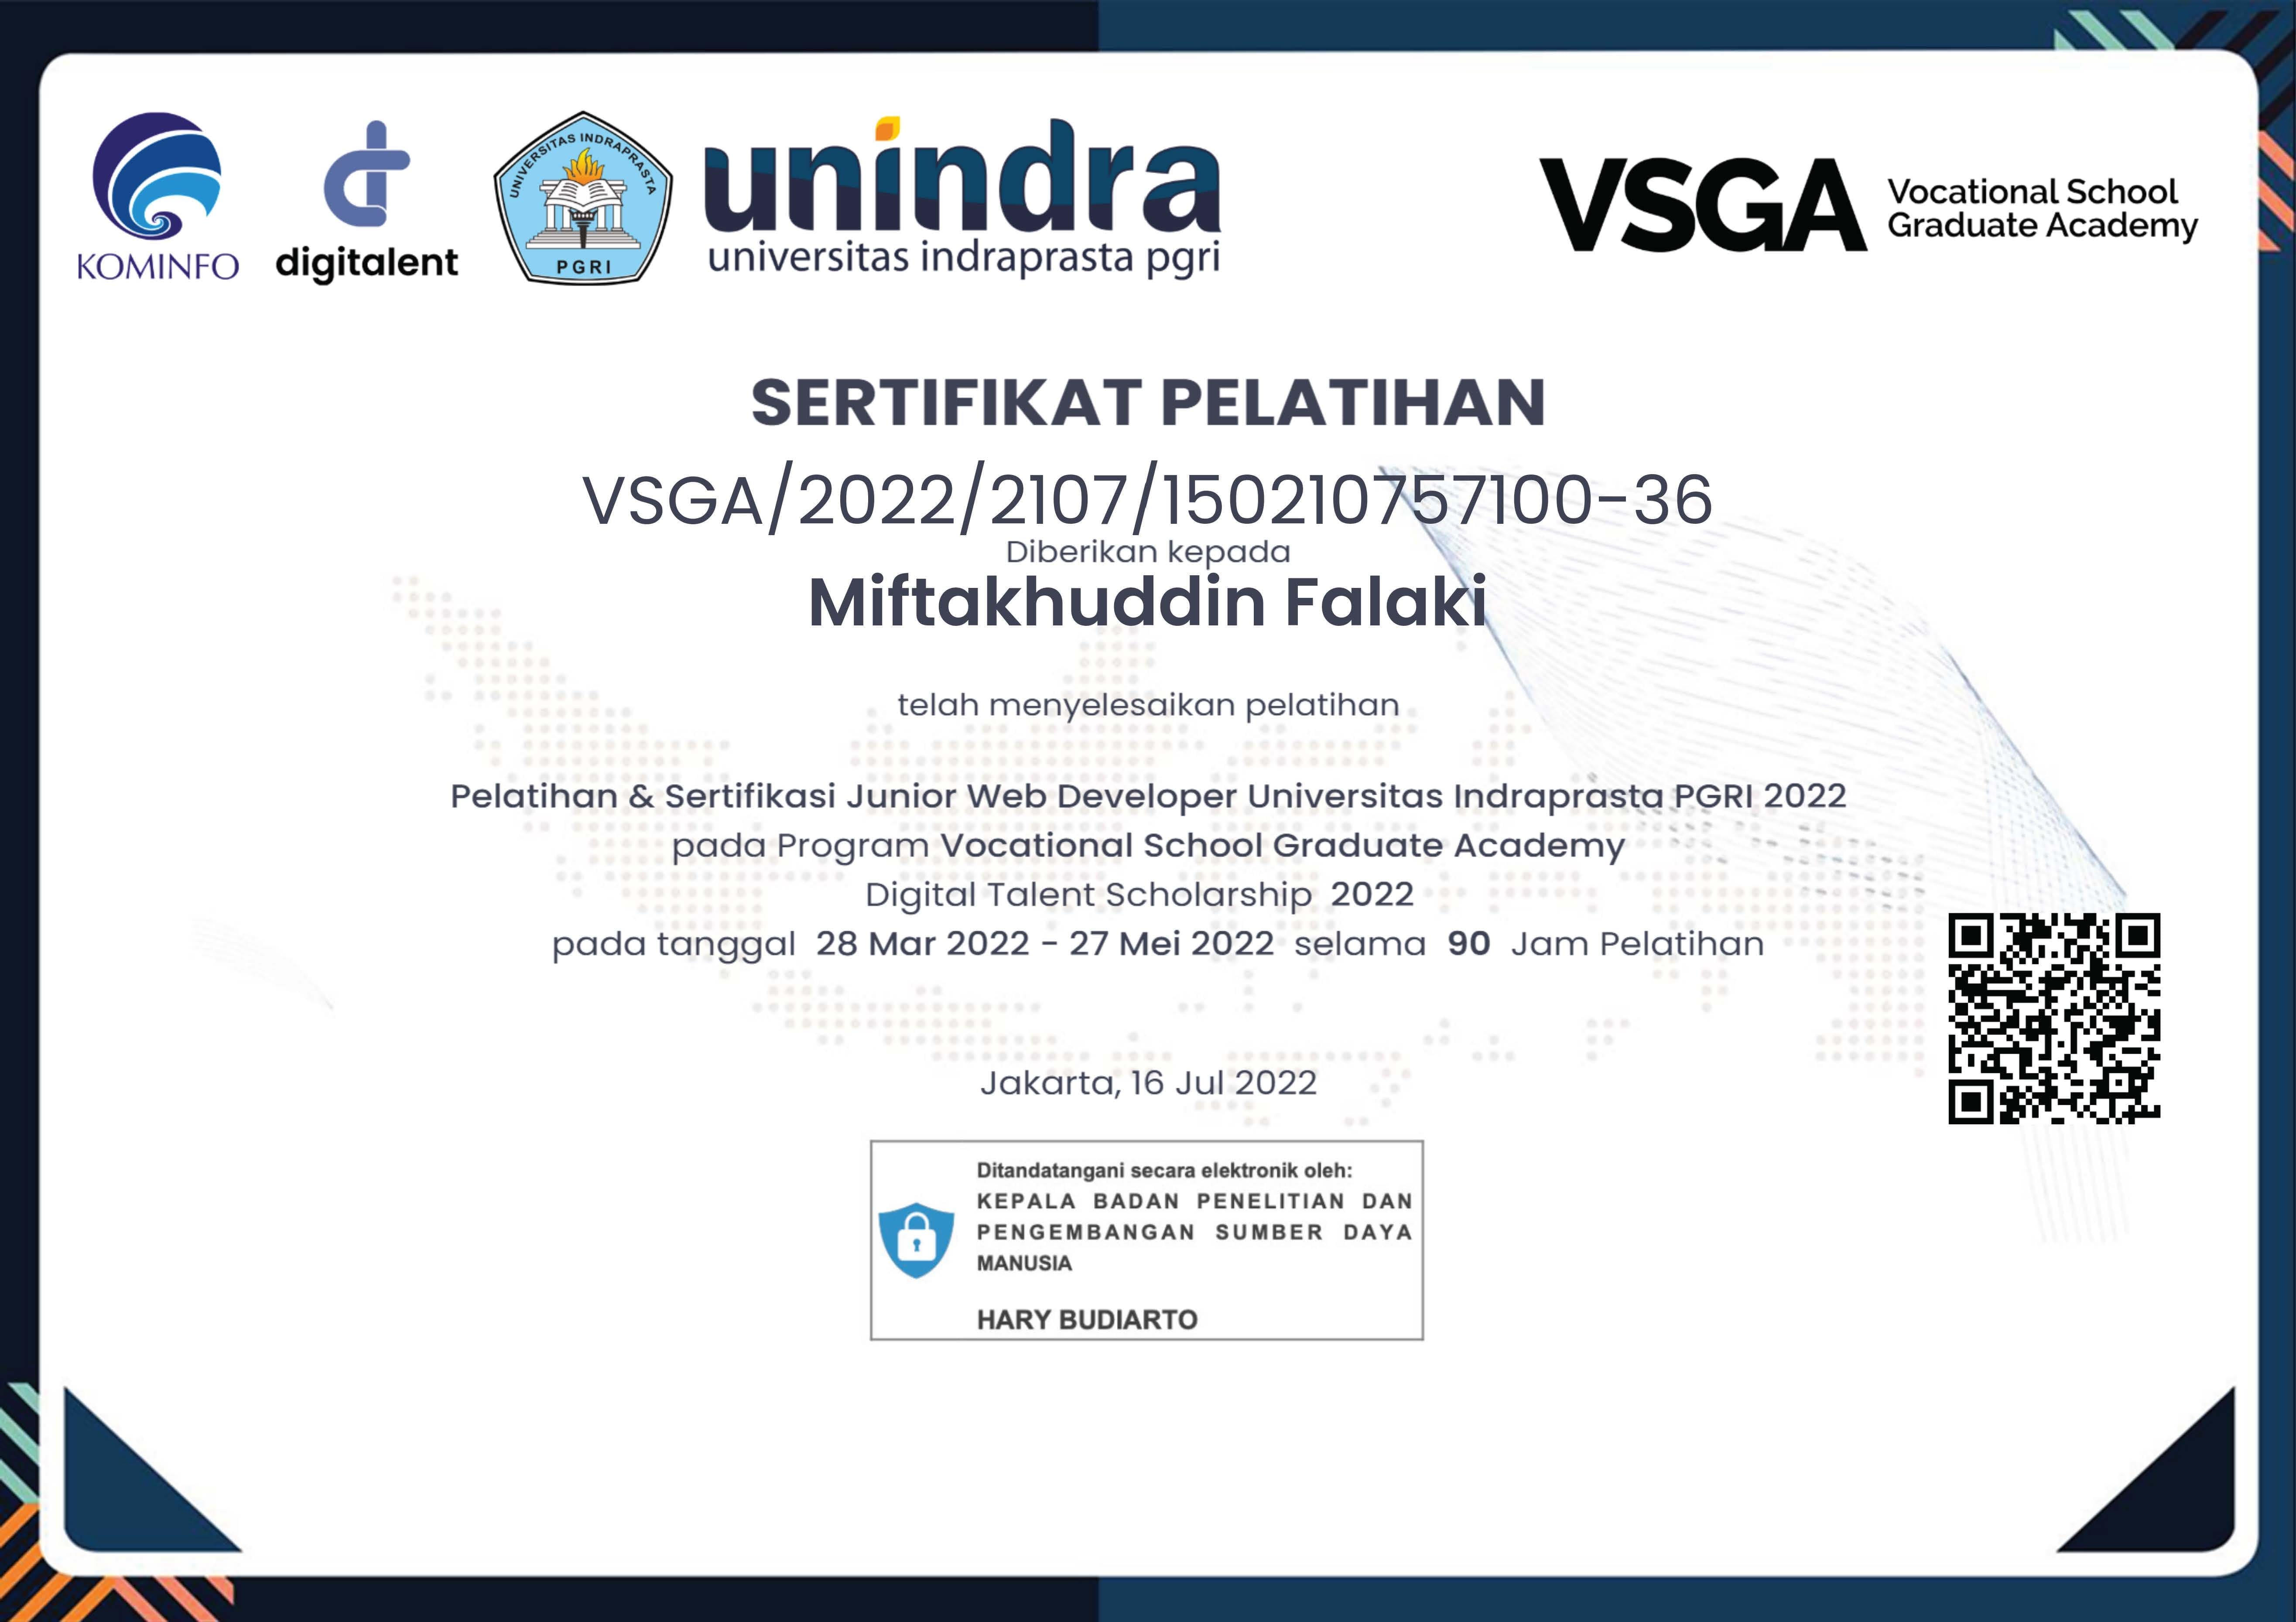 KOMINFO
digitalent
UNIVERSITAS INDRAPRASTA
PGRI
unindra
universitas indraprasta pgri
VSGA
Vocational School
Graduate Academy
SERTIFIKAT PELATIHAN
VSGA/2022/2107/150210757100-36
Diberikan kepada
Miftakhuddin Falaki
telah menyelesaikan pelatihan
Pelatihan & Sertifikasi Junior Web Developer Universitas Indraprasta PGRI 2022
pada Program Vocational School Graduate Academy
Digital Talent Scholarship 2022
pada tanggal 28 Mar 2022 - 27 Mei 2022 selama 90 Jam Pelatihan
Jakarta, 16 Jul 2022
Ditandatangani secara elektronik oleh:
KEPALA BADAN PENELITIAN DAN
PENGEMBANGAN SUMBER DAYA
MANUSIA
HARY BUDIARTO